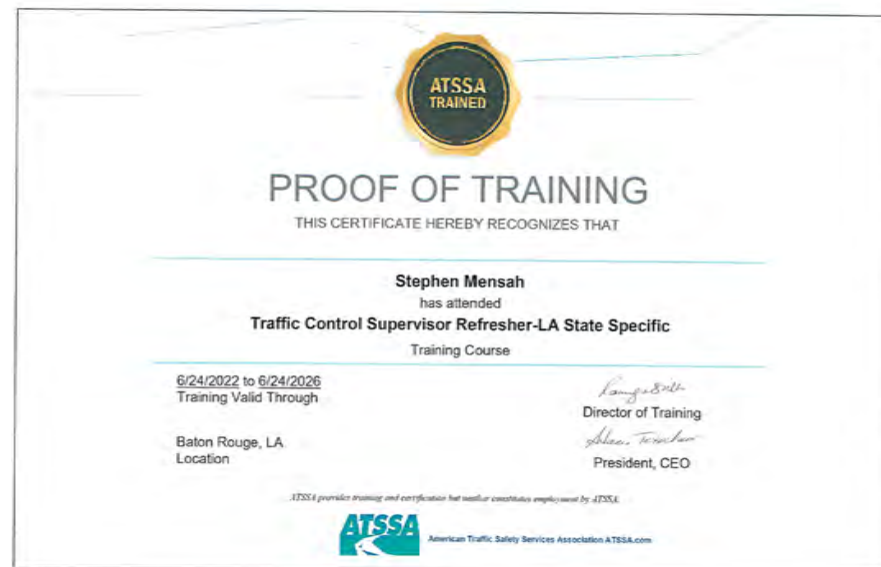 ATSSA
TRAINED
PROOF OF TRAINING
THIS CERTIFICATE HEREBY RECOGNIZES THAT
Stephen Mensah
has attended
Traffic Control Supervisor Refresher-LA State Specific
Training Course
6/24/2022 to 6/24/2026
Training Valid Through
Director of Training
Baton Rouge, LA
Location
President, CEO
ATSSA provides training and certification but neither constitutes employment by ATSSA.
ATSSA
American Traffic Safety Services Association ATSSA.com